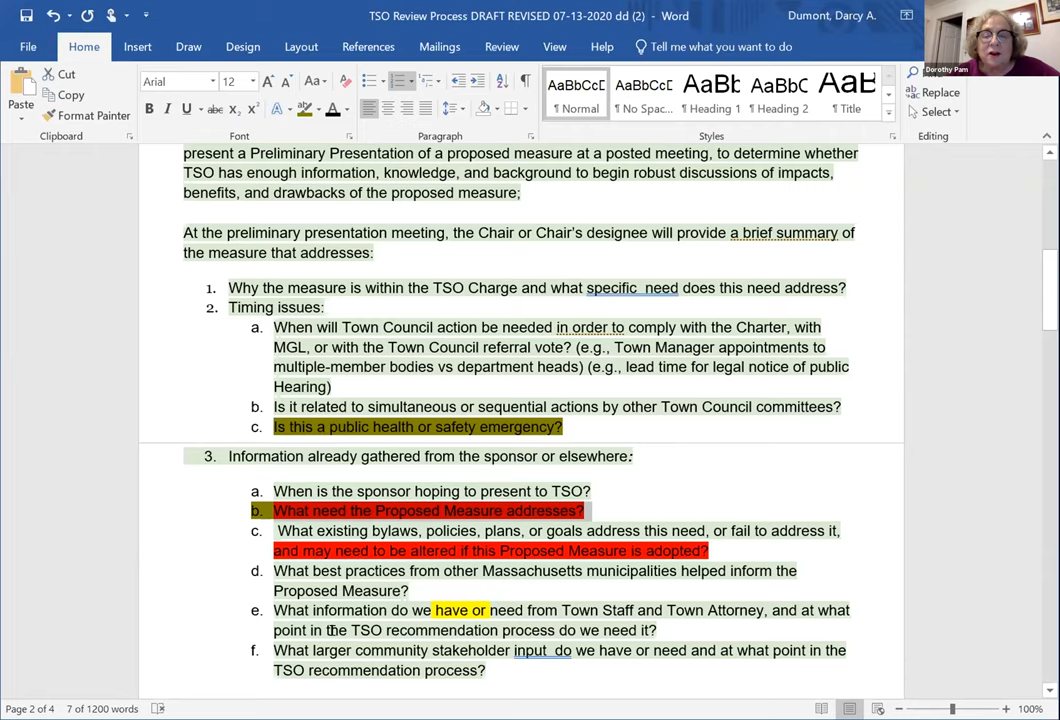 TSO Review Process DRAFT REVISED 07-13-2020 dd (2) - Word
Dumont, Darcy A.
Dorothy Pam
File Home Insert Draw Design Layout References Mailings Review View Help Tell me what you want to do
Paste
Cut
Copy
Format Painter
Clipboard
Arial 12
Font
Paragraph
AaBbCcD AaBbCcD AaBb( AaBbCc AaBb(
¶ Normal ¶ No Spac... Heading 1 Heading 2 Title
Styles
Replace
Select
Editing
present a Preliminary Presentation of a proposed measure at a posted meeting, to determine whether
TSO has enough information, knowledge, and background to begin robust discussions of impacts,
benefits, and drawbacks of the proposed measure;
At the preliminary presentation meeting, the Chair or Chair's designee will provide a brief summary of
the measure that addresses:
1. Why the measure is within the TSO Charge and what specific need does this need address?
2. Timing issues:
a. When will Town Council action be needed in order to comply with the Charter, with
MGL, or with the Town Council referral vote? (e.g., Town Manager appointments to
multiple-member bodies vs department heads) (e.g., lead time for legal notice of public
Hearing)
b. Is it related to simultaneous or sequential actions by other Town Council committees?
c. Is this a public health or safety emergency?
3. Information already gathered from the sponsor or elsewhere:
a. When is the sponsor hoping to present to TSO?
b. What need the Proposed Measure addresses?
c. What existing bylaws, policies, plans, or goals address this need, or fail to address it,
and may need to be altered if this Proposed Measure is adopted?
d. What best practices from other Massachusetts municipalities helped inform the
Proposed Measure?
e. What information do we have or need from Town Staff and Town Attorney, and at what
point in the TSO recommendation process do we need it?
f. What larger community stakeholder input do we have or need and at what point in the
TSO recommendation process?
Page 2 of 4 7 of 1200 words
100%